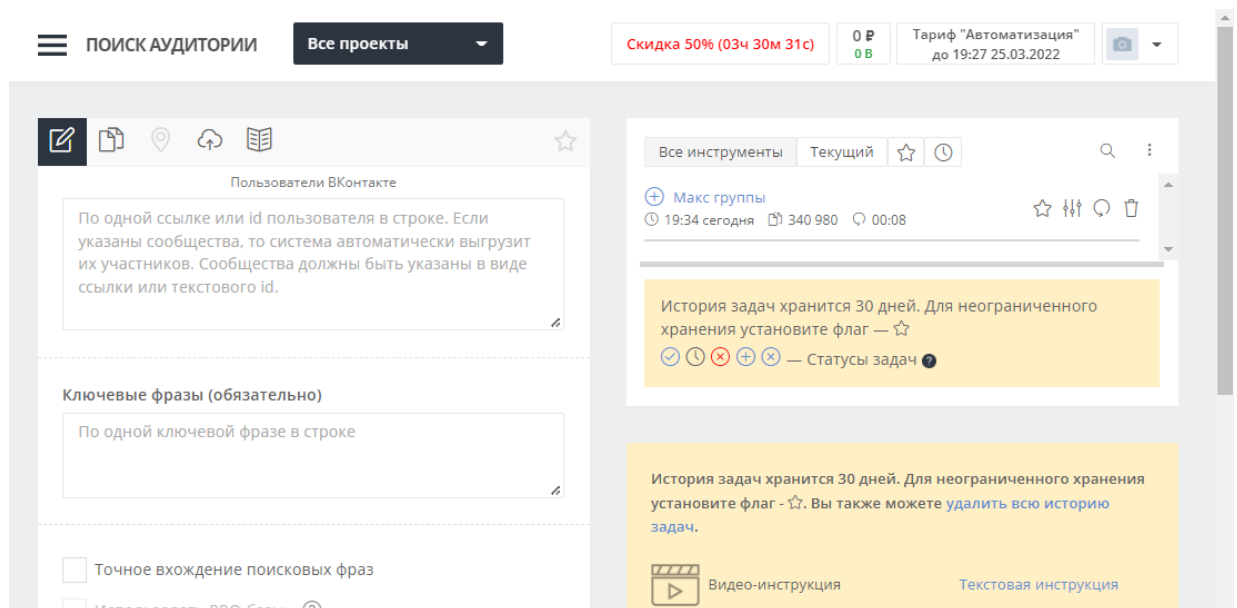 ПОИСК АУДИТОРИИ
Все проекты
Скидка 50% (03ч 30м 31с)
0 ₽
0 В
Тариф "Автоматизация"
до 19:27 25.03.2022
Пользователи ВКонтакте
По одной ссылке или id пользователя в строке. Если
указаны сообщества, то система автоматически выгрузит
их участников. Сообщества должны быть указаны в виде
ссылки или текстового id.
Ключевые фразы (обязательно)
По одной ключевой фразе в строке
Точное вхождение поисковых фраз
Использовать PRO базы
Все инструменты
Текущий
Макс группы
19:34 сегодня 340 980 00:08
История задач хранится 30 дней. Для неограниченного
хранения установите флаг —
— Статусы задач ?
История задач хранится 30 дней. Для неограниченного хранения
установите флаг - . Вы также можете удалить всю историю
задач.
Видео-инструкция
Текстовая инструкция